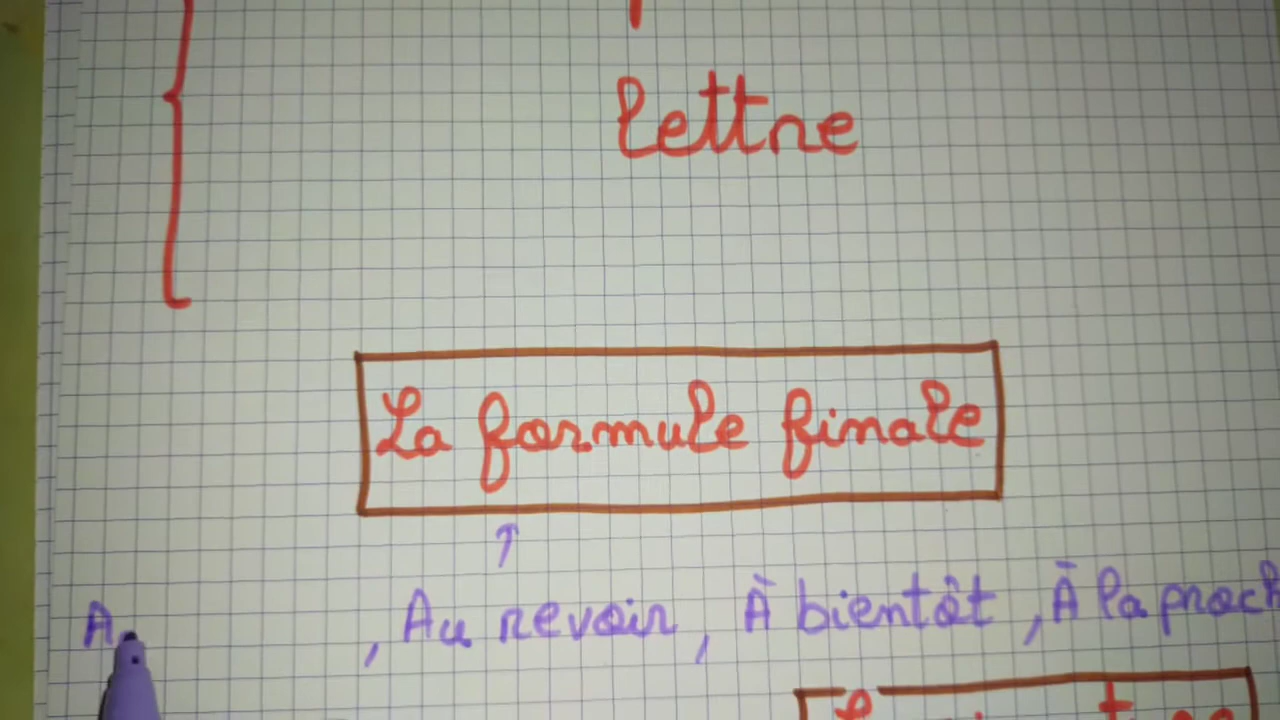 lettre
La formule finale
A , Au revoir, À bientôt, À la proch